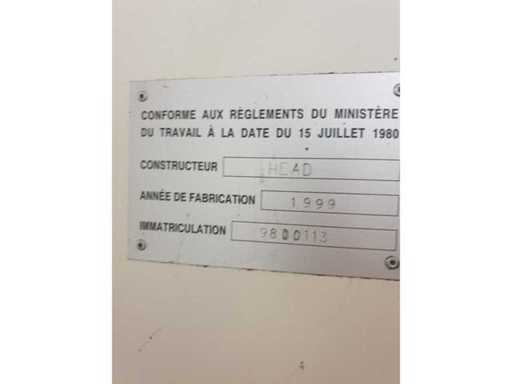 CONFORME AUX RÈGLEMENTS DU MINISTÈRE
DU TRAVAIL À LA DATE DU 15 JUILLET 1980
CONSTRUCTEUR HEAD
ANNÉE DE FABRICATION 1999
IMMATRICULATION 9800113